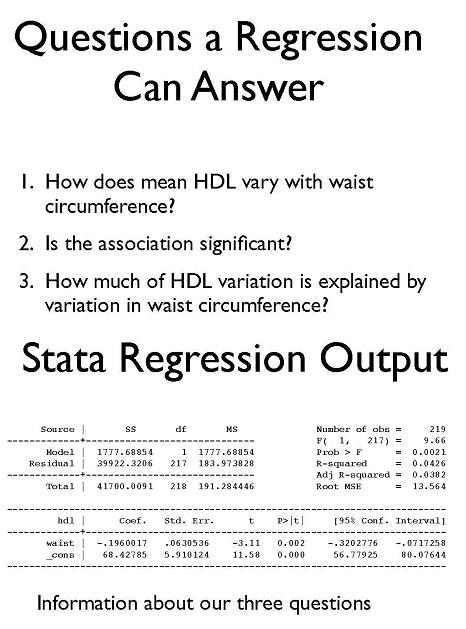 Questions a Regression
Can Answer
1. How does mean HDL vary with waist
circumference?
2. Is the association significant?
3. How much of HDL variation is explained by
variation in waist circumference?
Stata Regression Output
Source | SS df MS Number of obs = 219
-------------+------------------------------ F( 1, 217) = 9.66
Model | 1777.68854 1 1777.68854 Prob > F = 0.0021
Residual | 39922.3206 217 183.973828 R-squared = 0.0426
-------------+------------------------------ Adj R-squared = 0.0382
Total | 41700.0091 218 191.284446 Root MSE = 13.564
------------------------------------------------------------------------------
hdl | Coef. Std. Err. t P>|t| [95% Conf. Interval]
-------------+----------------------------------------------------------------
waist | -.1960017 .0630536 -3.11 0.002 -.3202776 -.0717258
_cons | 68.42785 5.910124 11.58 0.000 56.77925 80.07644
------------------------------------------------------------------------------
Information about our three questions